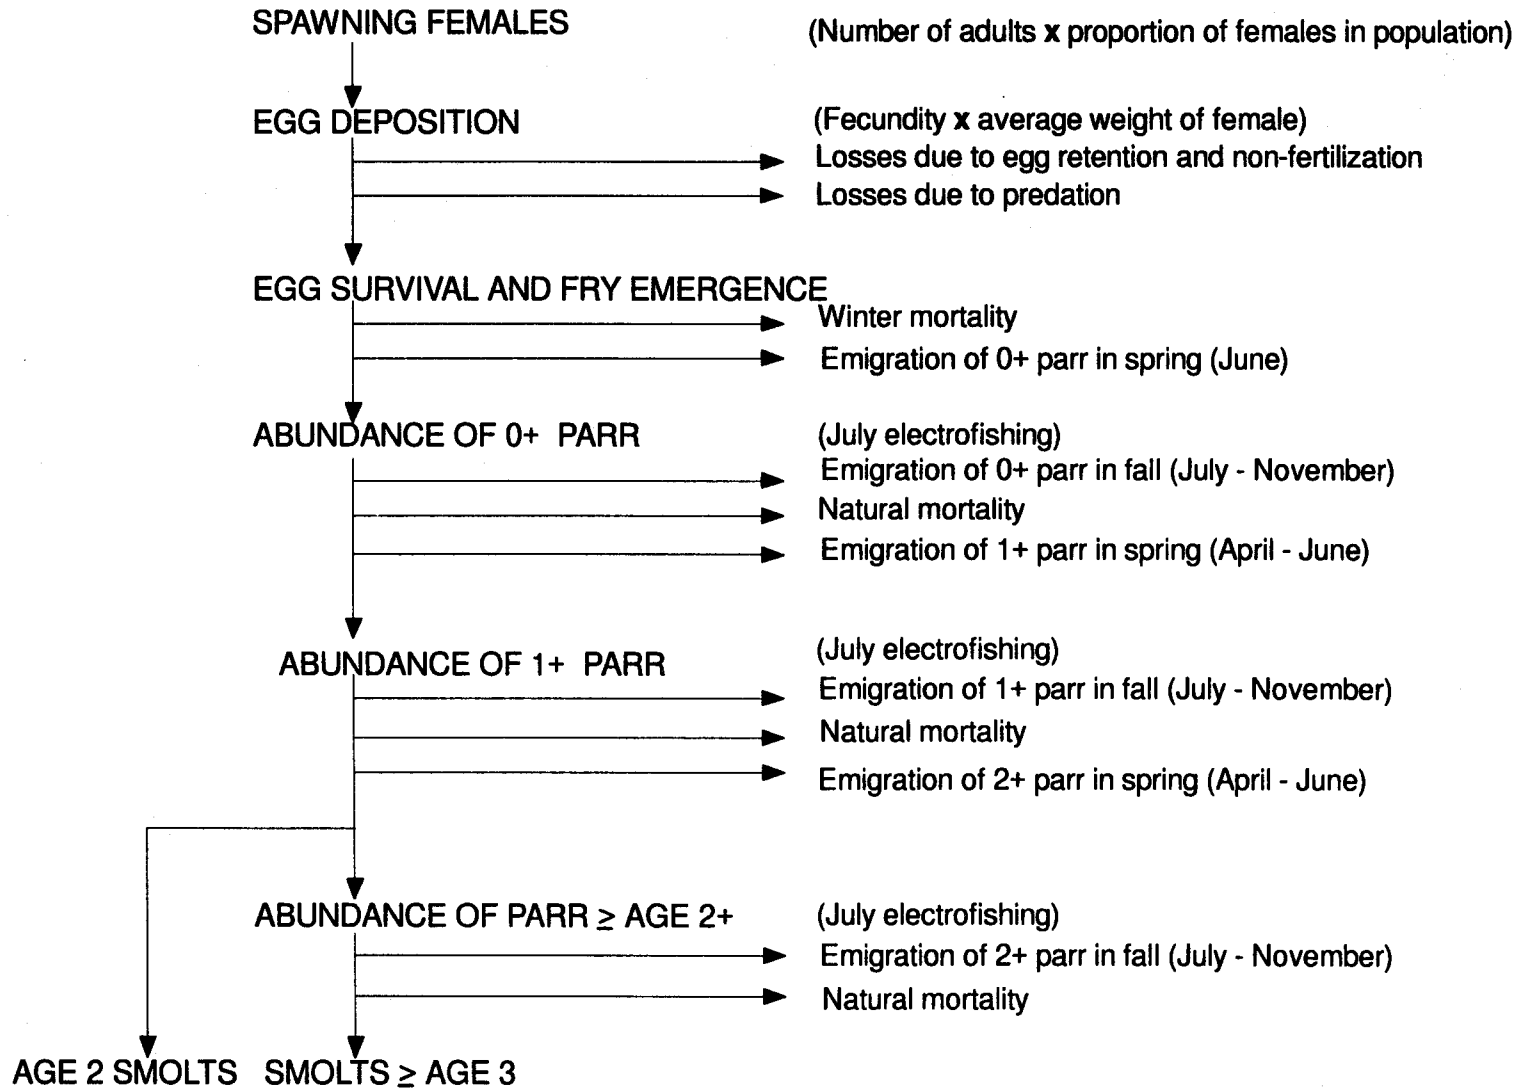 SPAWNING FEMALES (Number of adults x proportion of females in population)
EGG DEPOSITION (Fecundity x average weight of female)
Losses due to egg retention and non-fertilization
Losses due to predation
EGG SURVIVAL AND FRY EMERGENCE
Winter mortality
Emigration of 0+ parr in spring (June)
ABUNDANCE OF 0+ PARR (July electrofishing)
Emigration of 0+ parr in fall (July - November)
Natural mortality
Emigration of 1+ parr in spring (April - June)
ABUNDANCE OF 1+ PARR (July electrofishing)
Emigration of 1+ parr in fall (July - November)
Natural mortality
Emigration of 2+ parr in spring (April - June)
ABUNDANCE OF PARR ≥ AGE 2+ (July electrofishing)
Emigration of 2+ parr in fall (July - November)
Natural mortality
AGE 2 SMOLTS SMOLTS ≥ AGE 3